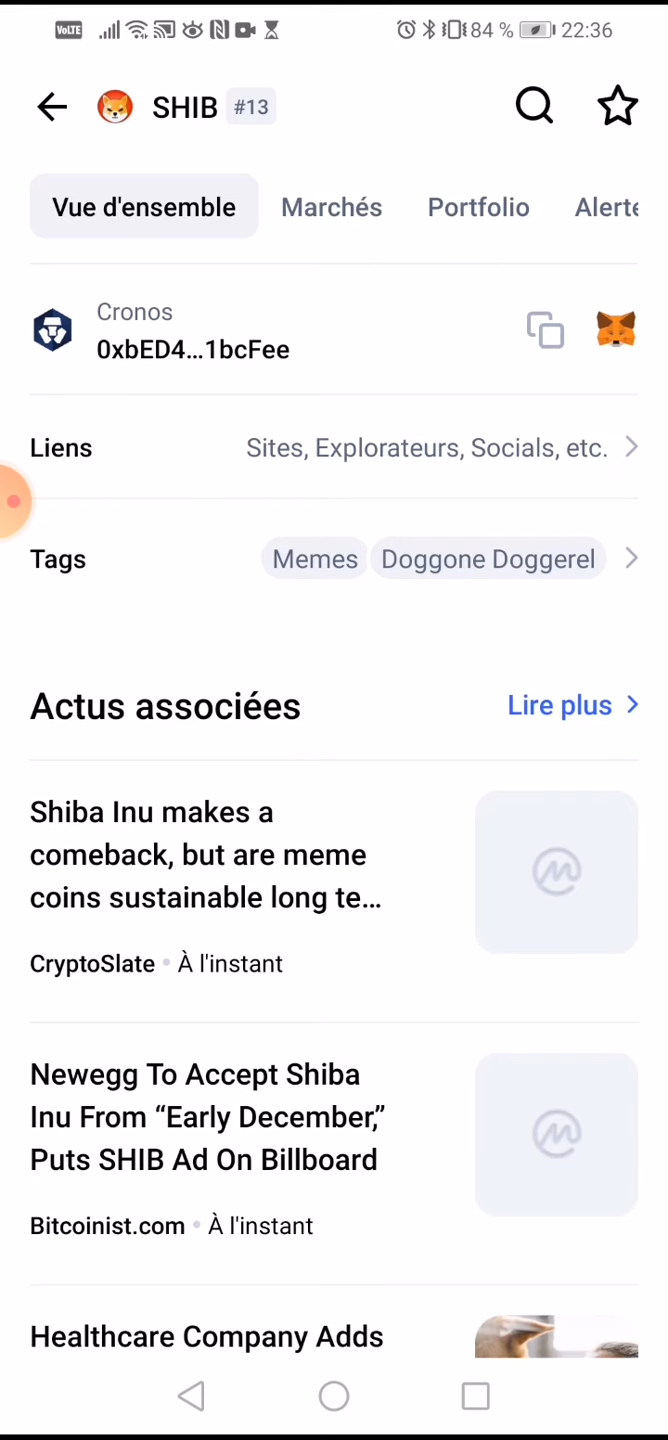 VoLTE 84 % 22:36
SHIB #13
Vue d'ensemble Marchés Portfolio Alerte
Cronos
0xbED4...1bcFee
Liens Sites, Explorateurs, Socials, etc.
Tags Memes Doggone Doggerel
Actus associées Lire plus
Shiba Inu makes a
comeback, but are meme
coins sustainable long te...
CryptoSlate • À l'instant
Newegg To Accept Shiba
Inu From “Early December,”
Puts SHIB Ad On Billboard
Bitcoinist.com • À l'instant
Healthcare Company Adds